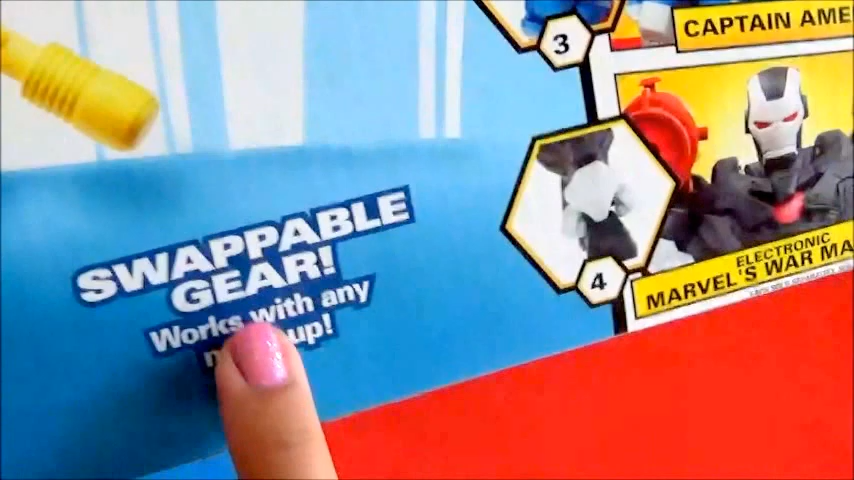 3
CAPTAIN AME
SWAPPABLE
GEAR!
Works with any
up!
4
ELECTRONIC
MARVEL'S WAR MA